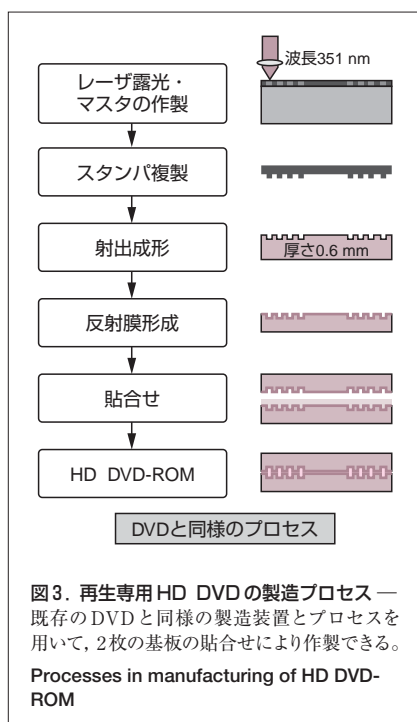 レーザ露光・
マスタの作製
波長351 nm
スタンパ複製
射出成形
厚さ0.6 mm
反射膜形成
貼合せ
HD DVD-ROM
DVDと同様のプロセス
図3．再生専用HD DVDの製造プロセス —
既存のDVDと同様の製造装置とプロセスを
用いて，2枚の基板の貼合せにより作製できる。
Processes in manufacturing of HD DVD-
ROM